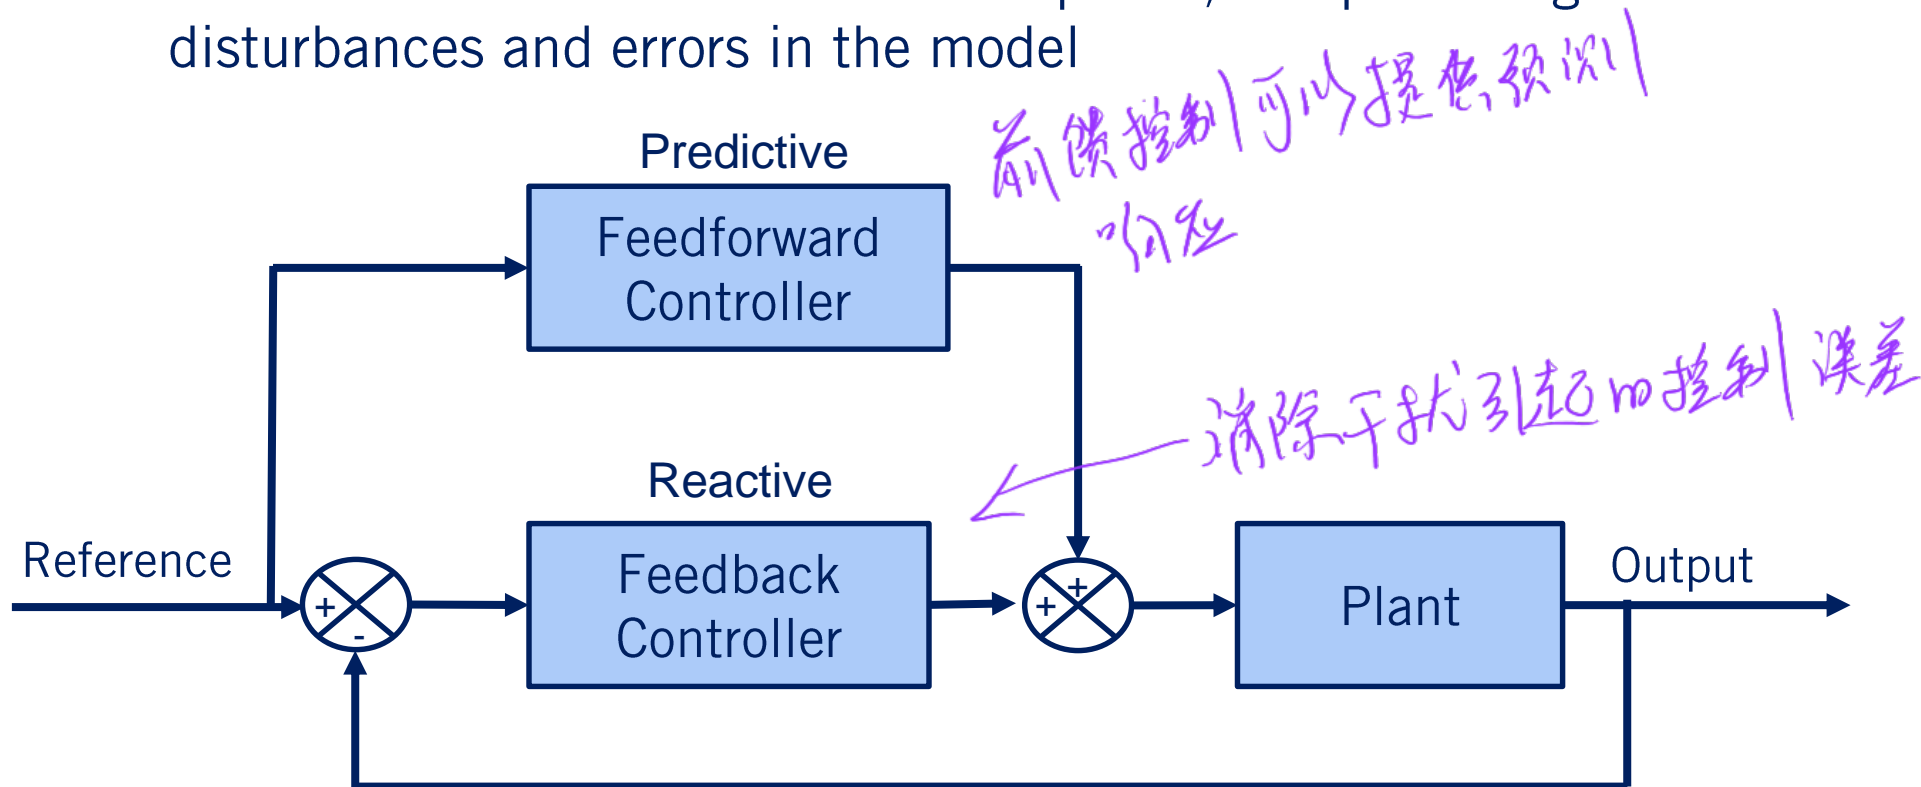 disturbances and errors in the model
前馈控制可以提供预测
响应
Predictive
Feedforward
Controller
消除干扰引起的控制误差
Reactive
Reference
Feedback
Controller
Plant
Output
+
-
+
+